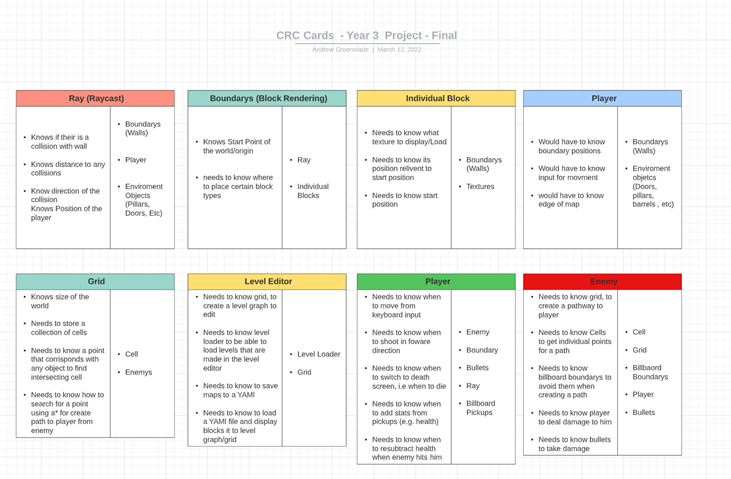 CRC Cards - Year 3 Project - Final
Andrew Greenslade | March 12, 2022
Ray (Raycast)
• Knows if their is a
collision with wall
• Knows distance to any
collisions
• Know direction of the
collision
Knows Position of the
player
• Boundarys
(Walls)
• Player
• Enviroment
Objects
(Pillars,
Doors, Etc)
Boundarys (Block Rendering)
• Knows Start Point of
the world/origin
• needs to know where
to place certain block
types
• Ray
• Individual
Blocks
Individual Block
• Needs to know what
texture to display/Load
• Needs to know its
position relivent to
start position
• Needs to know start
position
• Boundarys
(Walls)
• Textures
Player
• Would have to know
boundary positions
• Would have to know
input for movment
• would have to know
edge of map
• Boundarys
(Walls)
• Enviroment
objetcs
(Doors,
pillars,
barrels , etc)
Grid
• Knows size of the
world
• Needs to store a
collection of cells
• Needs to know a point
that corrisponds with
any object to find
intersecting cell
• Needs to know how to
search for a point
using a* for create
path to player from
enemy
• Cell
• Enemys
Level Editor
• Needs to know grid, to
create a level graph to
edit
• Needs to know level
loader to be able to
load levels that are
made in the level
editor
• Needs to know to save
maps to a YAMl
• Needs to know to load
a YAMl file and display
blocks it to level
graph/grid
• Level Loader
• Grid
Player
• Needs to know when
to move from
keyboard input
• Needs to know when
to shoot in foware
direction
• Needs to know when
to switch to death
screen, i.e when to die
• Needs to know when
to add stats from
pickups (e.g. health)
• Needs to know when
to resubtract health
when enemy hits him
• Enemy
• Boundary
• Bullets
• Ray
• Billboard
Pickups
Enemy
• Needs to know grid, to
create a pathway to
player
• Needs to know Cells
to get individual points
for a path
• Needs to know
billboard boundarys to
avoid them when
creating a path
• Needs to know player
to deal damage to him
• Needs to know bullets
to take damage
• Cell
• Grid
• Billbaord
Boundarys
• Player
• Bullets